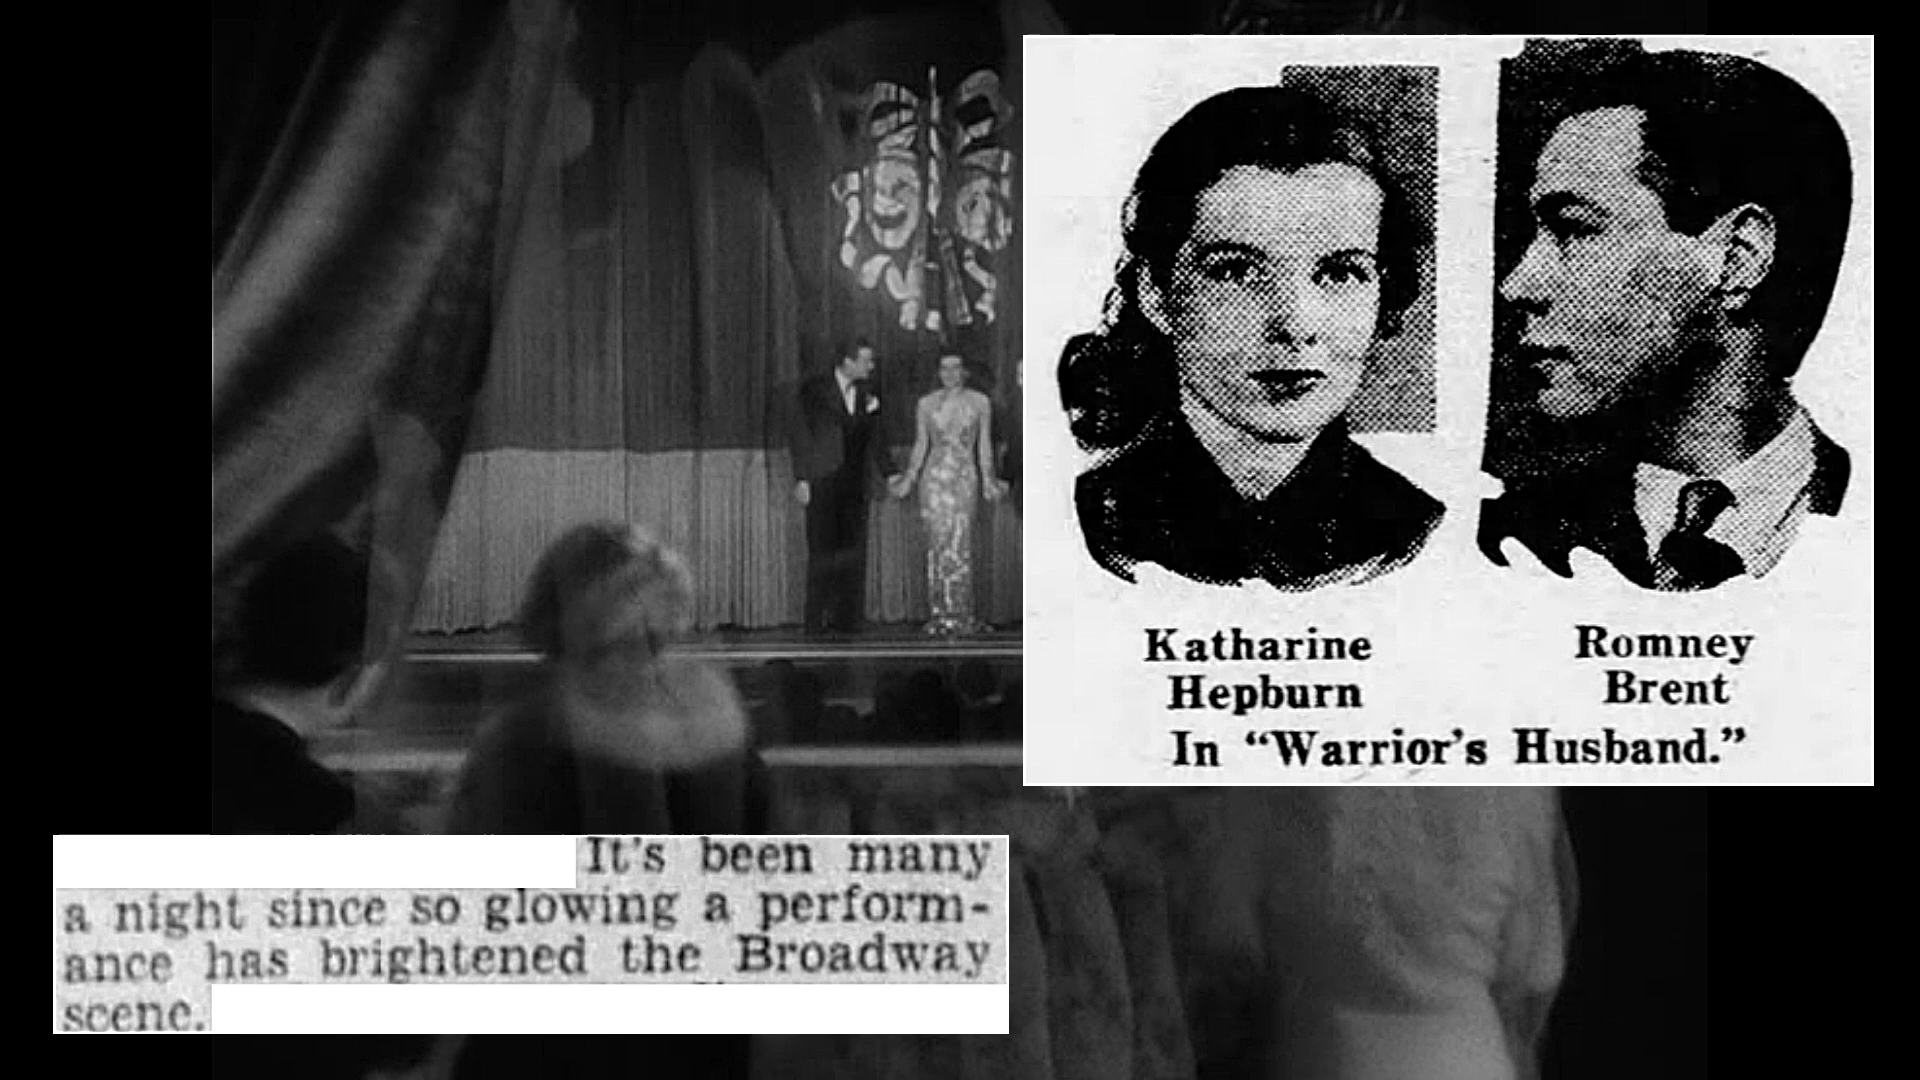 Katharine Hepburn
Romney Brent
In “Warrior’s Husband.”
It's been many
a night since so glowing a perform-
ance has brightened the Broadway
scene.